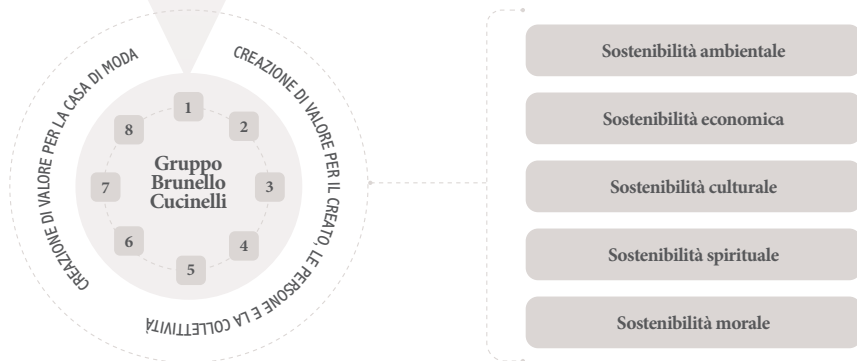 CREAZIONE DI VALORE PER LA CASA DI MODA
CREAZIONE DI VALORE PER IL CREATO, LE PERSONE E LA COLLETTIVITÀ
1
2
3
4
5
6
7
8
Gruppo
Brunello
Cucinelli
Sostenibilità ambientale
Sostenibilità economica
Sostenibilità culturale
Sostenibilità spirituale
Sostenibilità morale